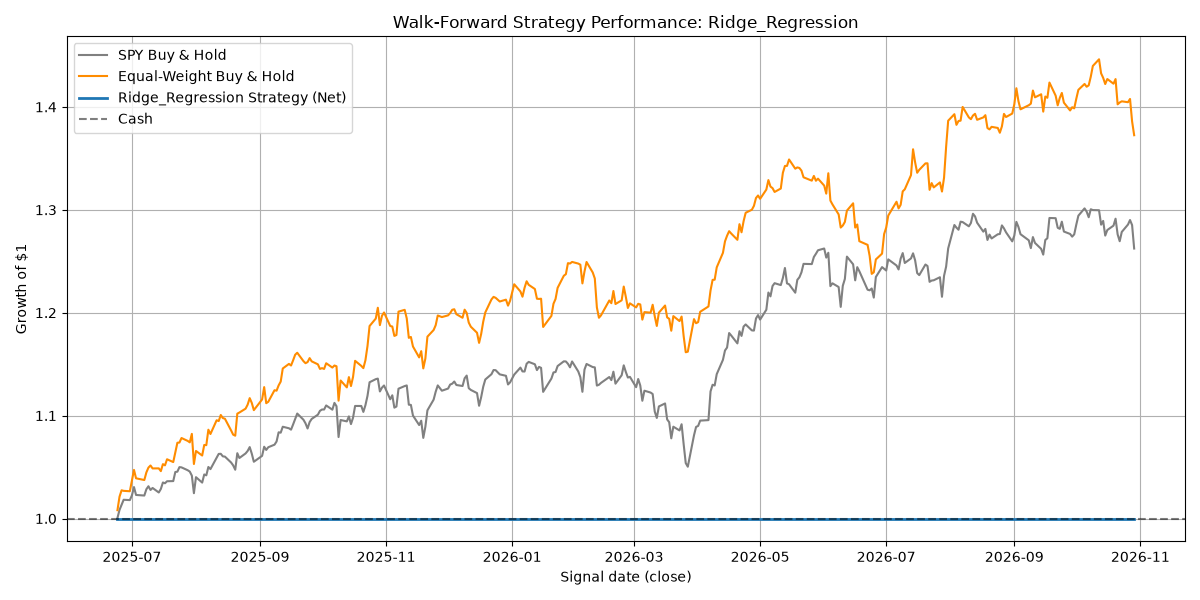 Walk-Forward Strategy Performance: Ridge_Regression
SPY Buy & Hold
Equal-Weight Buy & Hold
Ridge_Regression Strategy (Net)
Cash
Growth of $1
1.4
1.3
1.2
1.1
1.0
2025-07
2025-09
2025-11
2026-01
2026-03
2026-05
2026-07
2026-09
2026-11
Signal date (close)